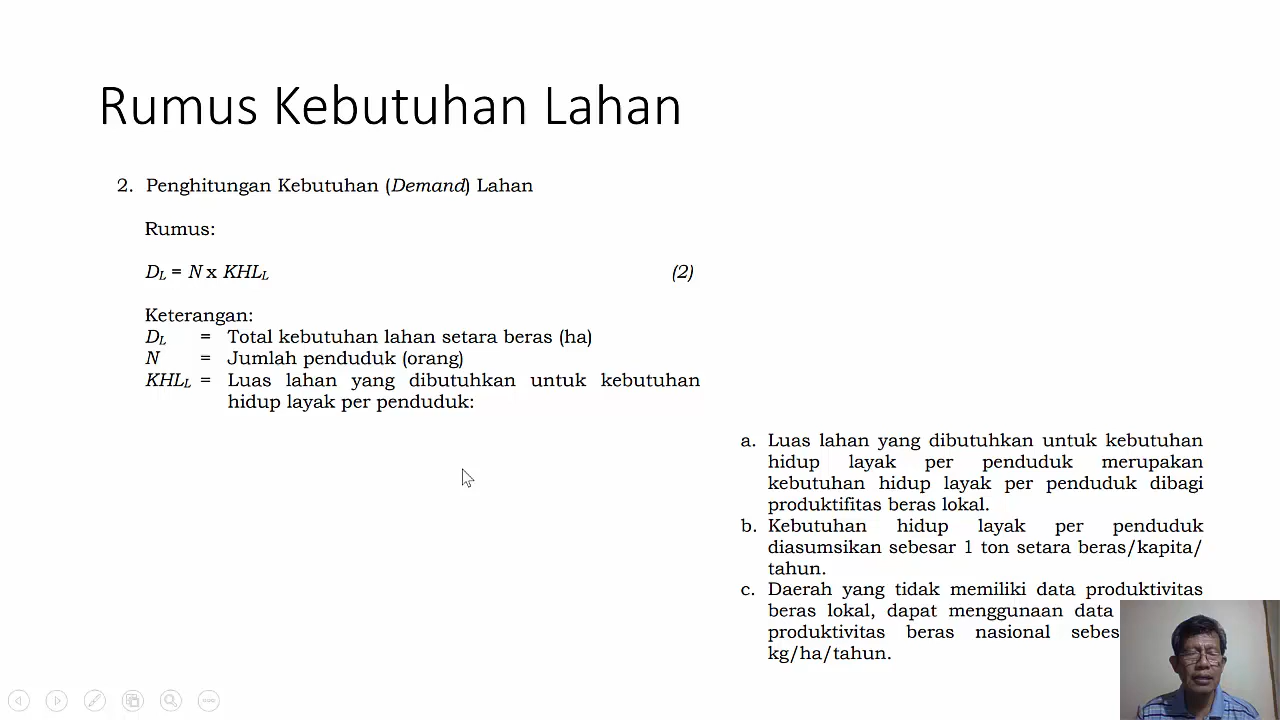 Rumus Kebutuhan Lahan
2. Penghitungan Kebutuhan (Demand) Lahan
Rumus:
DL = N x KHLL (2)
Keterangan:
DL = Total kebutuhan lahan setara beras (ha)
N = Jumlah penduduk (orang)
KHLL = Luas lahan yang dibutuhkan untuk kebutuhan
hidup layak per penduduk:
a. Luas lahan yang dibutuhkan untuk kebutuhan
hidup layak per penduduk merupakan
kebutuhan hidup layak per penduduk dibagi
produktifitas beras lokal.
b. Kebutuhan hidup layak per penduduk
diasumsikan sebesar 1 ton setara beras/kapita/
tahun.
c. Daerah yang tidak memiliki data produktivitas
beras lokal, dapat menggunaan data
produktivitas beras nasional
kg/ha/tahun.